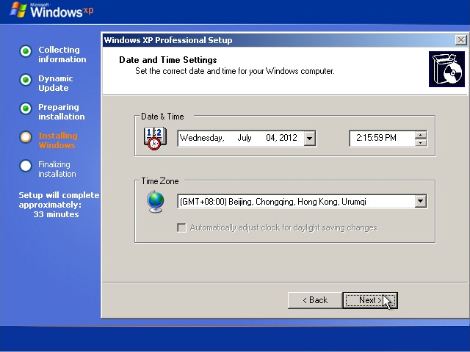 Microsoft
Windows xp
Collecting
information
Dynamic
Update
Preparing
installation
Installing
Windows
Finalizing
installation
Setup will complete
approximately:
33 minutes
Windows XP Professional Setup
Date and Time Settings
Set the correct date and time for your Windows computer.
Date & Time
Wednesday, July 04, 2012
2:15:59 PM
Time Zone
(GMT+08:00) Beijing, Chongqing, Hong Kong, Urumqi
Automatically adjust clock for daylight saving changes
< Back
Next >